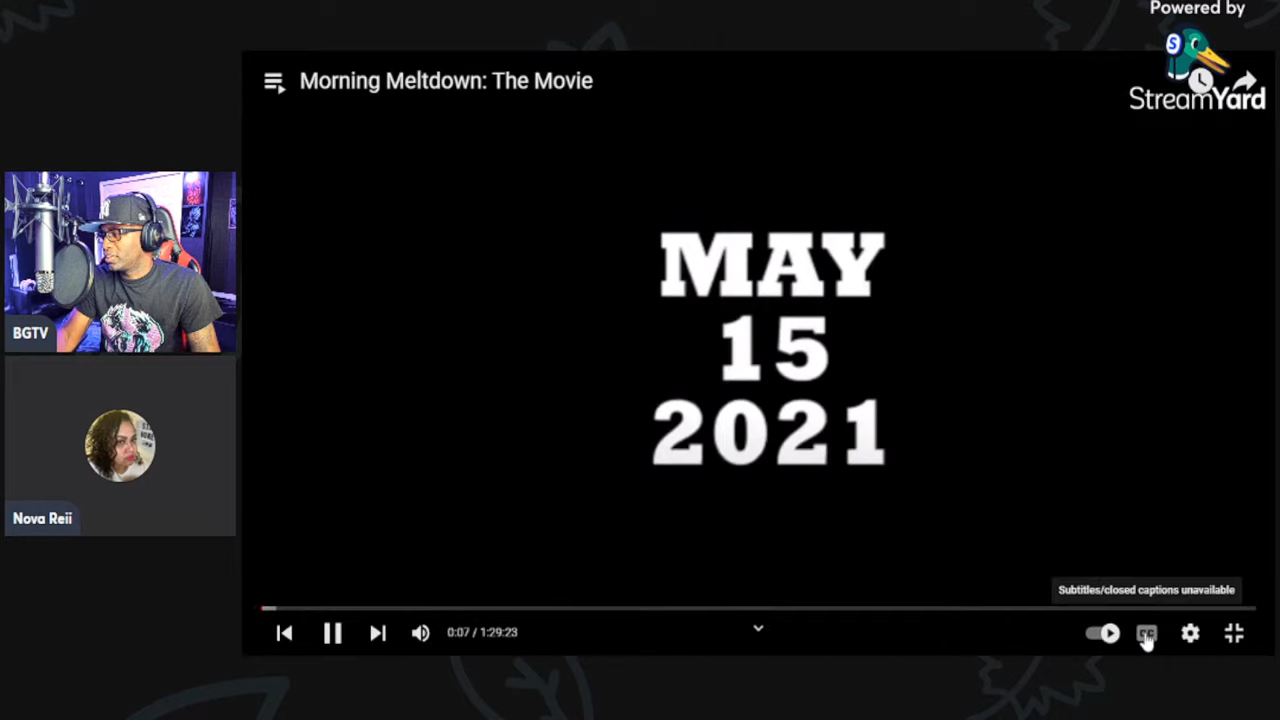 Powered by
StreamYard
Morning Meltdown: The Movie
MAY
15
2021
BGTV
Nova Reii
Subtitles/closed captions unavailable
0:07 / 1:29:23